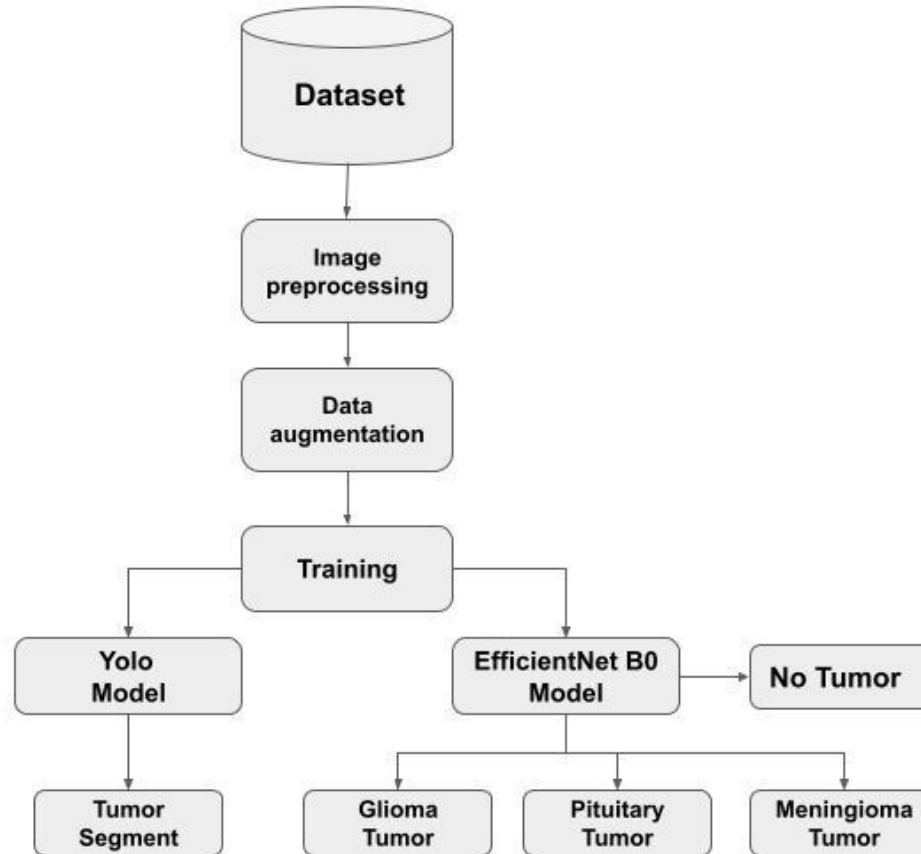 Dataset
Image
preprocessing
Data
augmentation
Training
Yolo
Model
EfficientNet B0
Model
No Tumor
Tumor
Segment
Glioma
Tumor
Pituitary
Tumor
Meningioma
Tumor